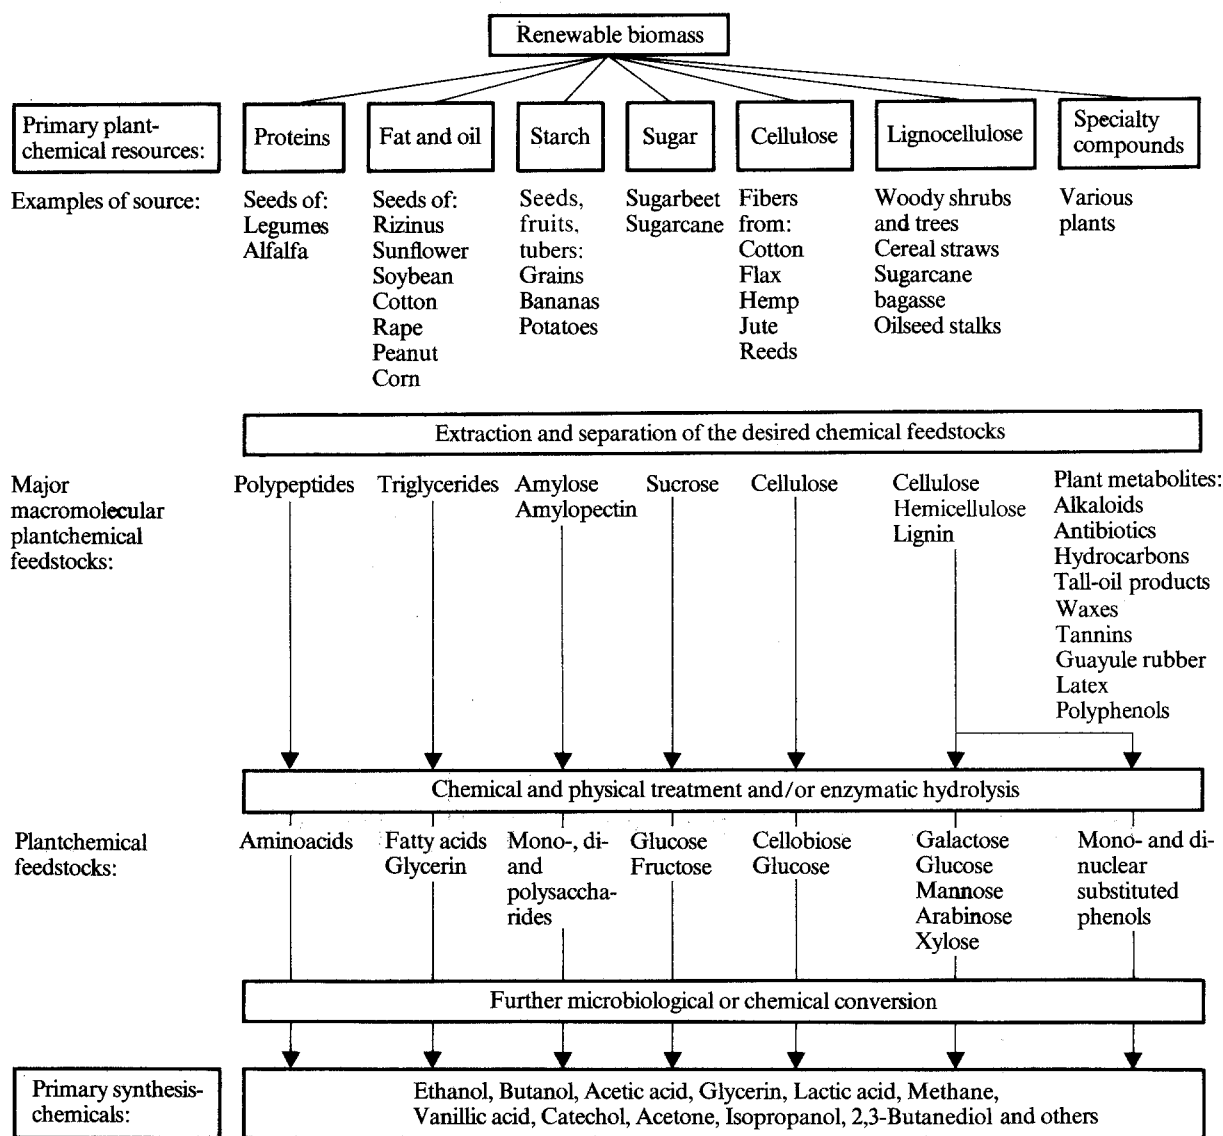 Renewable biomass
Primary plant-
chemical resources:
Proteins
Fat and oil
Starch
Sugar
Cellulose
Lignocellulose
Specialty
compounds
Examples of source:
Seeds of:
Legumes
Alfalfa
Seeds of:
Rizinus
Sunflower
Soybean
Cotton
Rape
Peanut
Corn
Seeds,
fruits,
tubers:
Grains
Bananas
Potatoes
Sugarbeet
Sugarcane
Fibers
from:
Cotton
Flax
Hemp
Jute
Reeds
Woody shrubs
and trees
Cereal straws
Sugarcane
bagasse
Oilseed stalks
Various
plants
Extraction and separation of the desired chemical feedstocks
Major
macromolecular
plantchemical
feedstocks:
Polypeptides
Triglycerides
Amylose
Amylopectin
Sucrose
Cellulose
Cellulose
Hemicellulose
Lignin
Plant metabolites:
Alkaloids
Antibiotics
Hydrocarbons
Tall-oil products
Waxes
Tannins
Guayule rubber
Latex
Polyphenols
Chemical and physical treatment and/or enzymatic hydrolysis
Plantchemical
feedstocks:
Aminoacids
Fatty acids
Glycerin
Mono-, di-
and
polysaccha-
rides
Glucose
Fructose
Cellobiose
Glucose
Galactose
Glucose
Mannose
Arabinose
Xylose
Mono- and di-
nuclear
substituted
phenols
Further microbiological or chemical conversion
Primary synthesis-
chemicals:
Ethanol, Butanol, Acetic acid, Glycerin, Lactic acid, Methane,
Vanillic acid, Catechol, Acetone, Isopropanol, 2,3-Butanediol and others